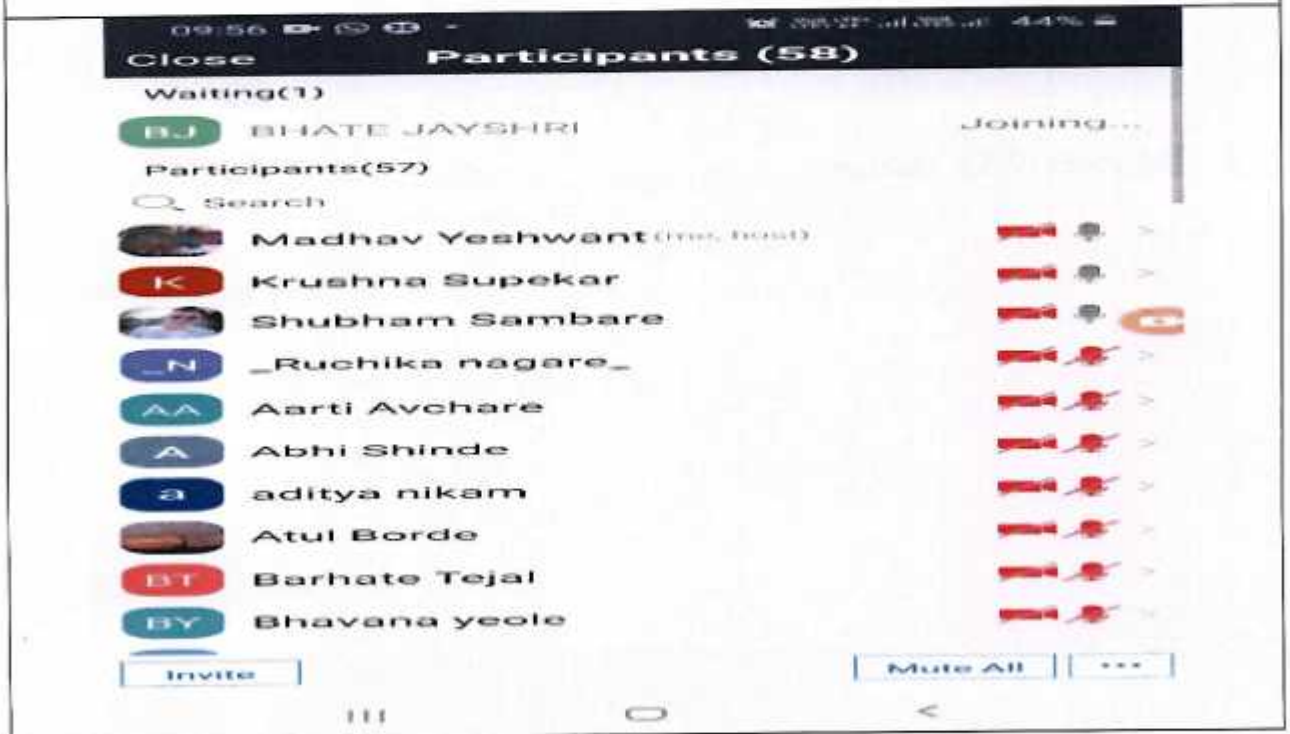 09:56 44%
Close Participants (58)
Waiting(1)
BJ BHATE JAYSHRI Joining...
Participants(57)
Search
Madhav Yeshwant (me, host)
K Krushna Supekar
Shubham Sambare
_N _Ruchika nagare_
AA Aarti Avchare
A Abhi Shinde
a aditya nikam
Atul Borde
BT Barhate Tejal
BY Bhavana yeole
Invite Mute All ...